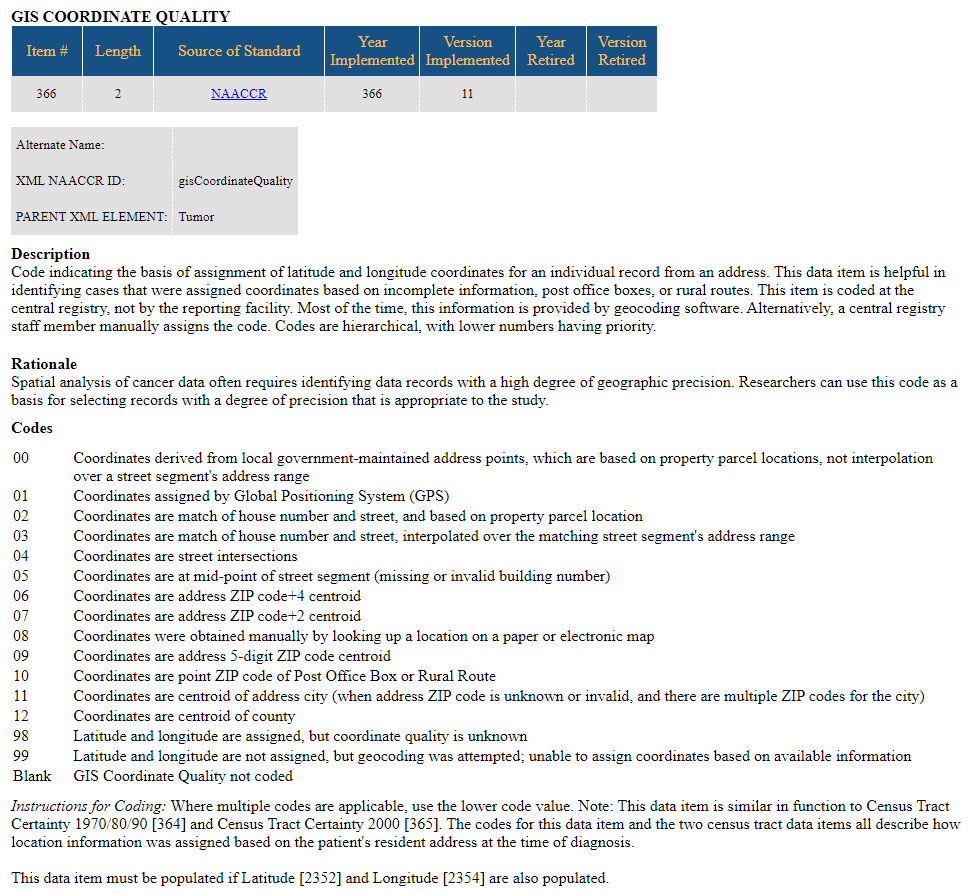 GIS COORDINATE QUALITY
Item # Length Source of Standard Year Implemented Version Implemented Year Retired Version Retired
366 2 NAACCR 366 11
Alternate Name:
XML NAACCR ID: gisCoordinateQuality
PARENT XML ELEMENT: Tumor
Description
Code indicating the basis of assignment of latitude and longitude coordinates for an individual record from an address. This data item is helpful in
identifying cases that were assigned coordinates based on incomplete information, post office boxes, or rural routes. This item is coded at the
central registry, not by the reporting facility. Most of the time, this information is provided by geocoding software. Alternatively, a central registry
staff member manually assigns the code. Codes are hierarchical, with lower numbers having priority.
Rationale
Spatial analysis of cancer data often requires identifying data records with a high degree of geographic precision. Researchers can use this code as a
basis for selecting records with a degree of precision that is appropriate to the study.
Codes
00 Coordinates derived from local government-maintained address points, which are based on property parcel locations, not interpolation
over a street segment's address range
01 Coordinates assigned by Global Positioning System (GPS)
02 Coordinates are match of house number and street, and based on property parcel location
03 Coordinates are match of house number and street, interpolated over the matching street segment's address range
04 Coordinates are street intersections
05 Coordinates are at mid-point of street segment (missing or invalid building number)
06 Coordinates are address ZIP code+4 centroid
07 Coordinates are address ZIP code+2 centroid
08 Coordinates were obtained manually by looking up a location on a paper or electronic map
09 Coordinates are address 5-digit ZIP code centroid
10 Coordinates are point ZIP code of Post Office Box or Rural Route
11 Coordinates are centroid of address city (when address ZIP code is unknown or invalid, and there are multiple ZIP codes for the city)
12 Coordinates are centroid of county
98 Latitude and longitude are assigned, but coordinate quality is unknown
99 Latitude and longitude are not assigned, but geocoding was attempted; unable to assign coordinates based on available information
Blank GIS Coordinate Quality not coded
Instructions for Coding: Where multiple codes are applicable, use the lower code value. Note: This data item is similar in function to Census Tract
Certainty 1970/80/90 [364] and Census Tract Certainty 2000 [365]. The codes for this data item and the two census tract data items all describe how
location information was assigned based on the patient's resident address at the time of diagnosis.
This data item must be populated if Latitude [2352] and Longitude [2354] are also populated.